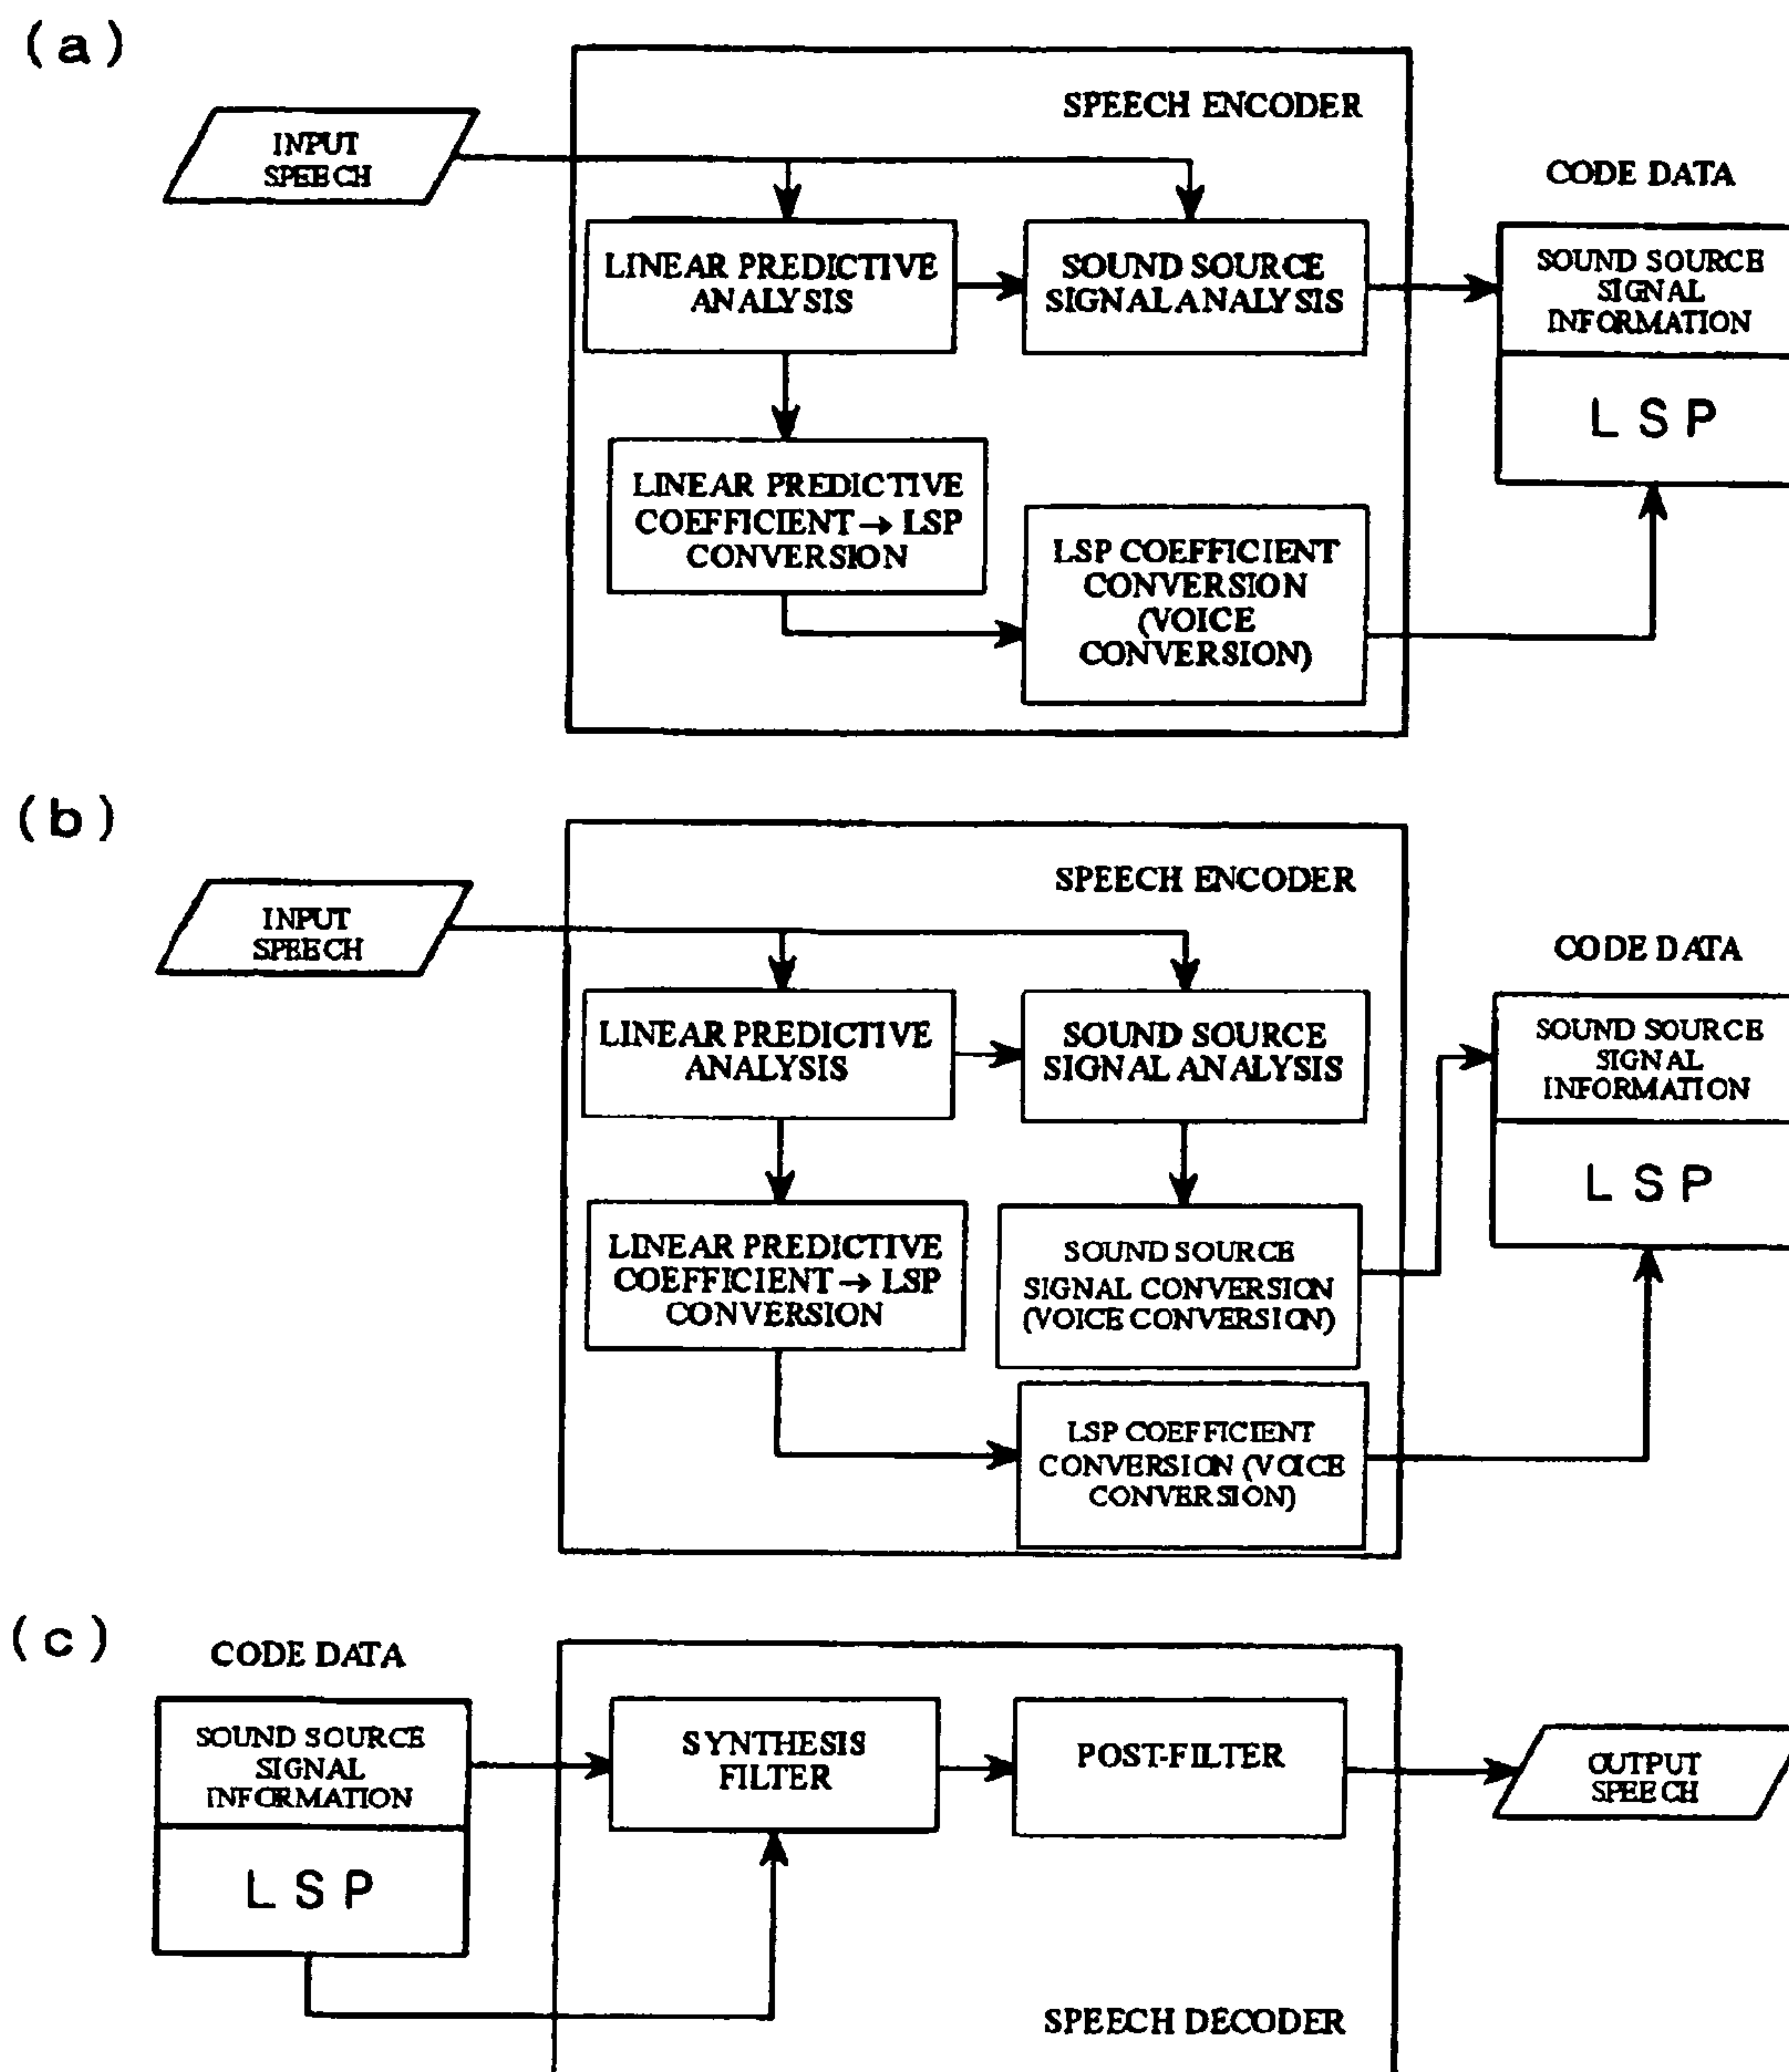 (a)
SPEECH ENCODER
INPUT
SPEECH
CODE DATA
LINEAR PREDICTIVE
ANALYSIS
SOUND SOURCE
SIGNAL ANALYSIS
SOUND SOURCE
SIGNAL
INFORMATION
LSP
LINEAR PREDICTIVE
COEFFICIENT → LSP
CONVERSION
LSP COEFFICIENT
CONVERSION
(VOICE
CONVERSION)
(b)
SPEECH ENCODER
INPUT
SPEECH
CODE DATA
LINEAR PREDICTIVE
ANALYSIS
SOUND SOURCE
SIGNAL ANALYSIS
SOUND SOURCE
SIGNAL
INFORMATION
LSP
LINEAR PREDICTIVE
COEFFICIENT → LSP
CONVERSION
SOUND SOURCE
SIGNAL CONVERSION
(VOICE CONVERSION)
LSP COEFFICIENT
CONVERSION (VOICE
CONVERSION)
(c)
CODE DATA
SOUND SOURCE
SIGNAL
INFORMATION
LSP
SYNTHESIS
FILTER
POST-FILTER
OUTPUT
SPEECH
SPEECH DECODER